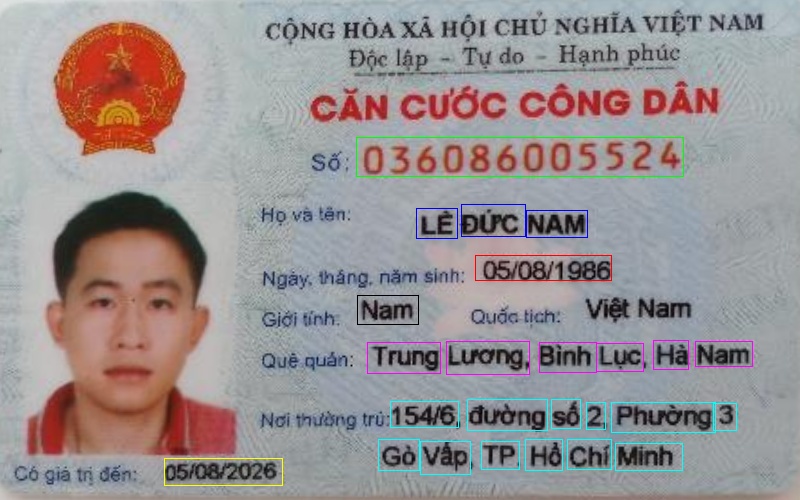 CỘNG HÒA XÃ HỘI CHỦ NGHĨA VIỆT NAM
Độc lập - Tự do - Hạnh phúc
CĂN CƯỚC CÔNG DÂN
Số: 036086005524
Họ và tên: LÊ ĐỨC NAM
Ngày, tháng, năm sinh: 05/08/1986
Giới tính: Nam Quốc tịch: Việt Nam
Quê quán: Trung Lương, Bình Lục, Hà Nam
Nơi thường trú: 154/6, đường số 2, Phường 3
Gò Vấp, TP. Hồ Chí Minh
Có giá trị đến: 05/08/2026